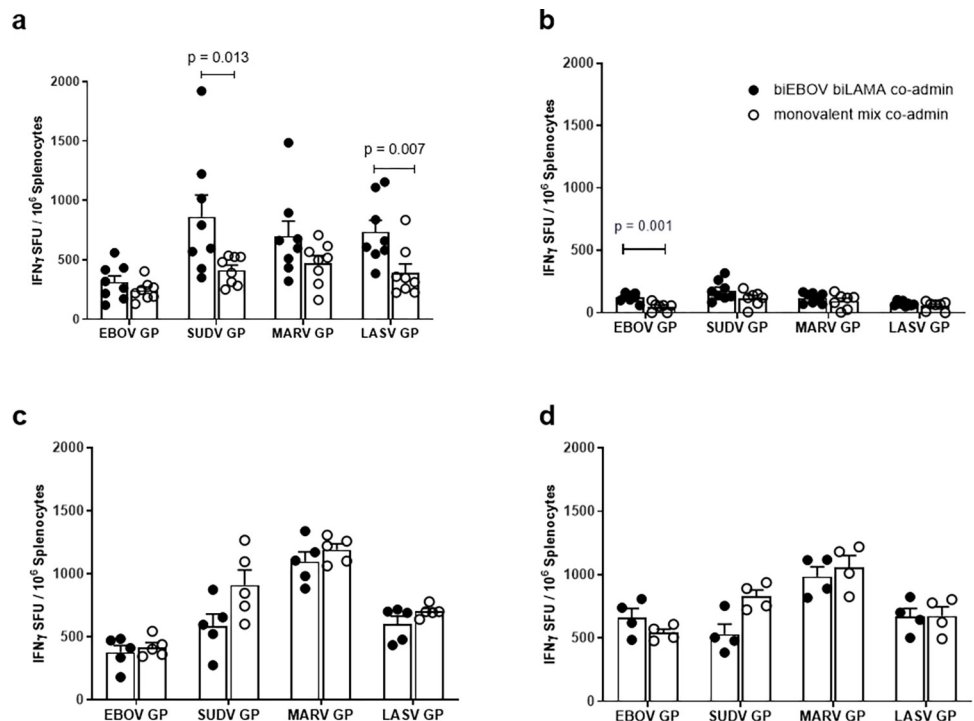 a
p = 0.013
p = 0.007
2000
1500
1000
500
0
IFNγ SFU / 10⁶ Splenocytes
EBOV GP
SUDV GP
MARV GP
LASV GP
b
biEBOV biLAMA co-admin
monovalent mix co-admin
p = 0.001
2000
1500
1000
500
0
IFNγ SFU / 10⁶ Splenocytes
EBOV GP
SUDV GP
MARV GP
LASV GP
c
2000
1500
1000
500
0
IFNγ SFU / 10⁶ Splenocytes
EBOV GP
SUDV GP
MARV GP
LASV GP
d
2000
1500
1000
500
0
IFNγ SFU / 10⁶ Splenocytes
EBOV GP
SUDV GP
MARV GP
LASV GP